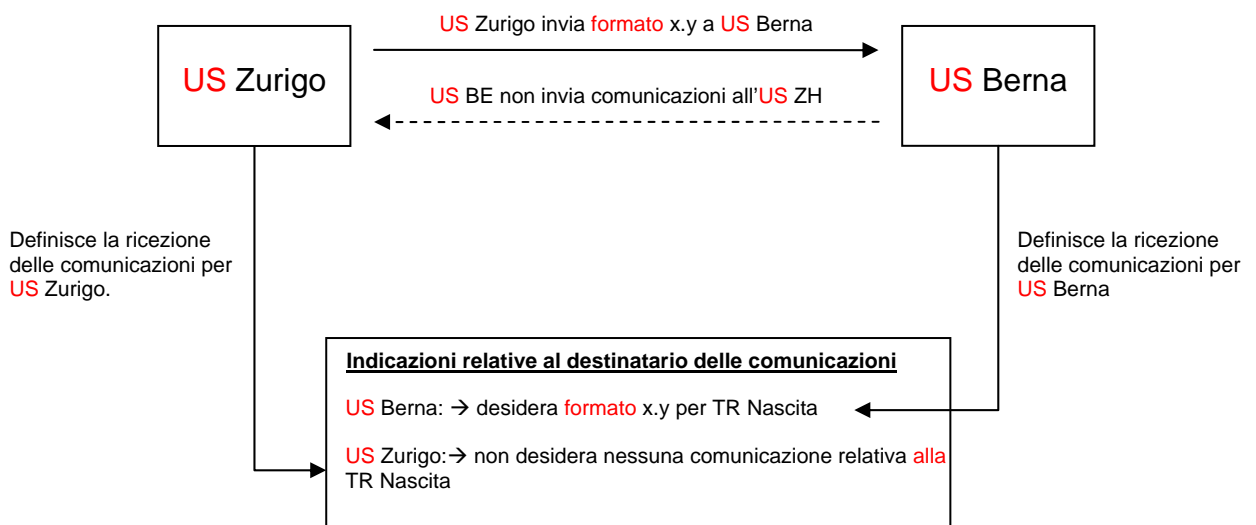 US Zurigo invia formato x.y a US Berna
US Zurigo
US Berna
US BE non invia comunicazioni all'US ZH
Definisce la ricezione
delle comunicazioni per
US Zurigo.
Definisce la ricezione
delle comunicazioni per
US Berna
Indicazioni relative al destinatario delle comunicazioni
US Berna: → desidera formato x.y per TR Nascita
US Zurigo:→ non desidera nessuna comunicazione relativa alla
TR Nascita